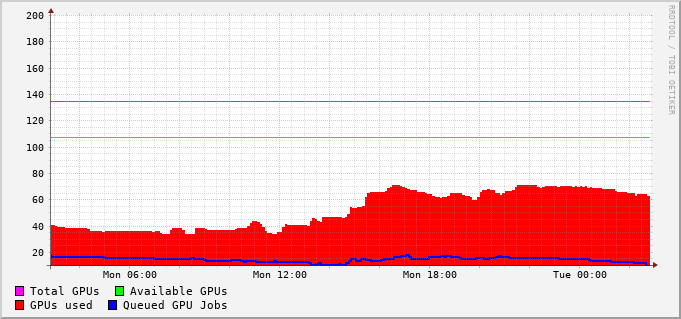 200
180
160
140
120
100
80
60
40
20
Mon 06:00 Mon 12:00 Mon 18:00 Tue 00:00
Total GPUs Available GPUs
GPUs used Queued GPU Jobs
RRDTOOL / TOBI OETIKER